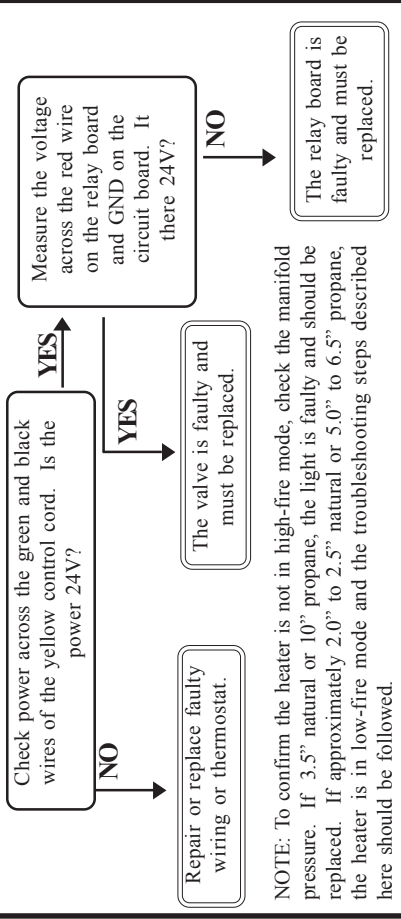 Check power across the green and black
wires of the yellow control cord.  Is the
power 24V?
YES
NO
Measure the voltage
across the red wire
on the relay board
and GND on the
circuit board.  It
there 24V?
YES
NO
Repair or replace faulty
wiring or thermostat.
The valve is faulty and
must be replaced.
The relay board is
faulty and must be
replaced.
NOTE: To confirm the heater is not in high-fire mode, check the manifold
pressure. If 3.5” natural or 10” propane, the light is faulty and should be
replaced. If approximately 2.0” to 2.5” natural or 5.0” to 6.5” propane,
the heater is in low-fire mode and the troubleshooting steps described
here should be followed.